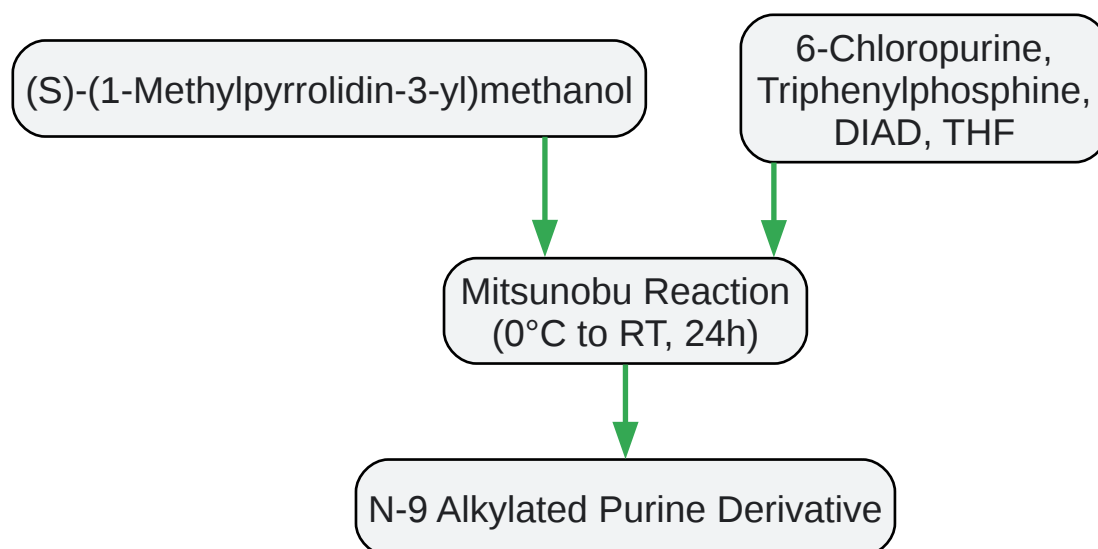 (S)-(1-Methylpyrrolidin-3-yl)methanol
6-Chloropurine,
Triphenylphosphine,
DIAD, THF
Mitsunobu Reaction
(0°C to RT, 24h)
N-9 Alkylated Purine Derivative